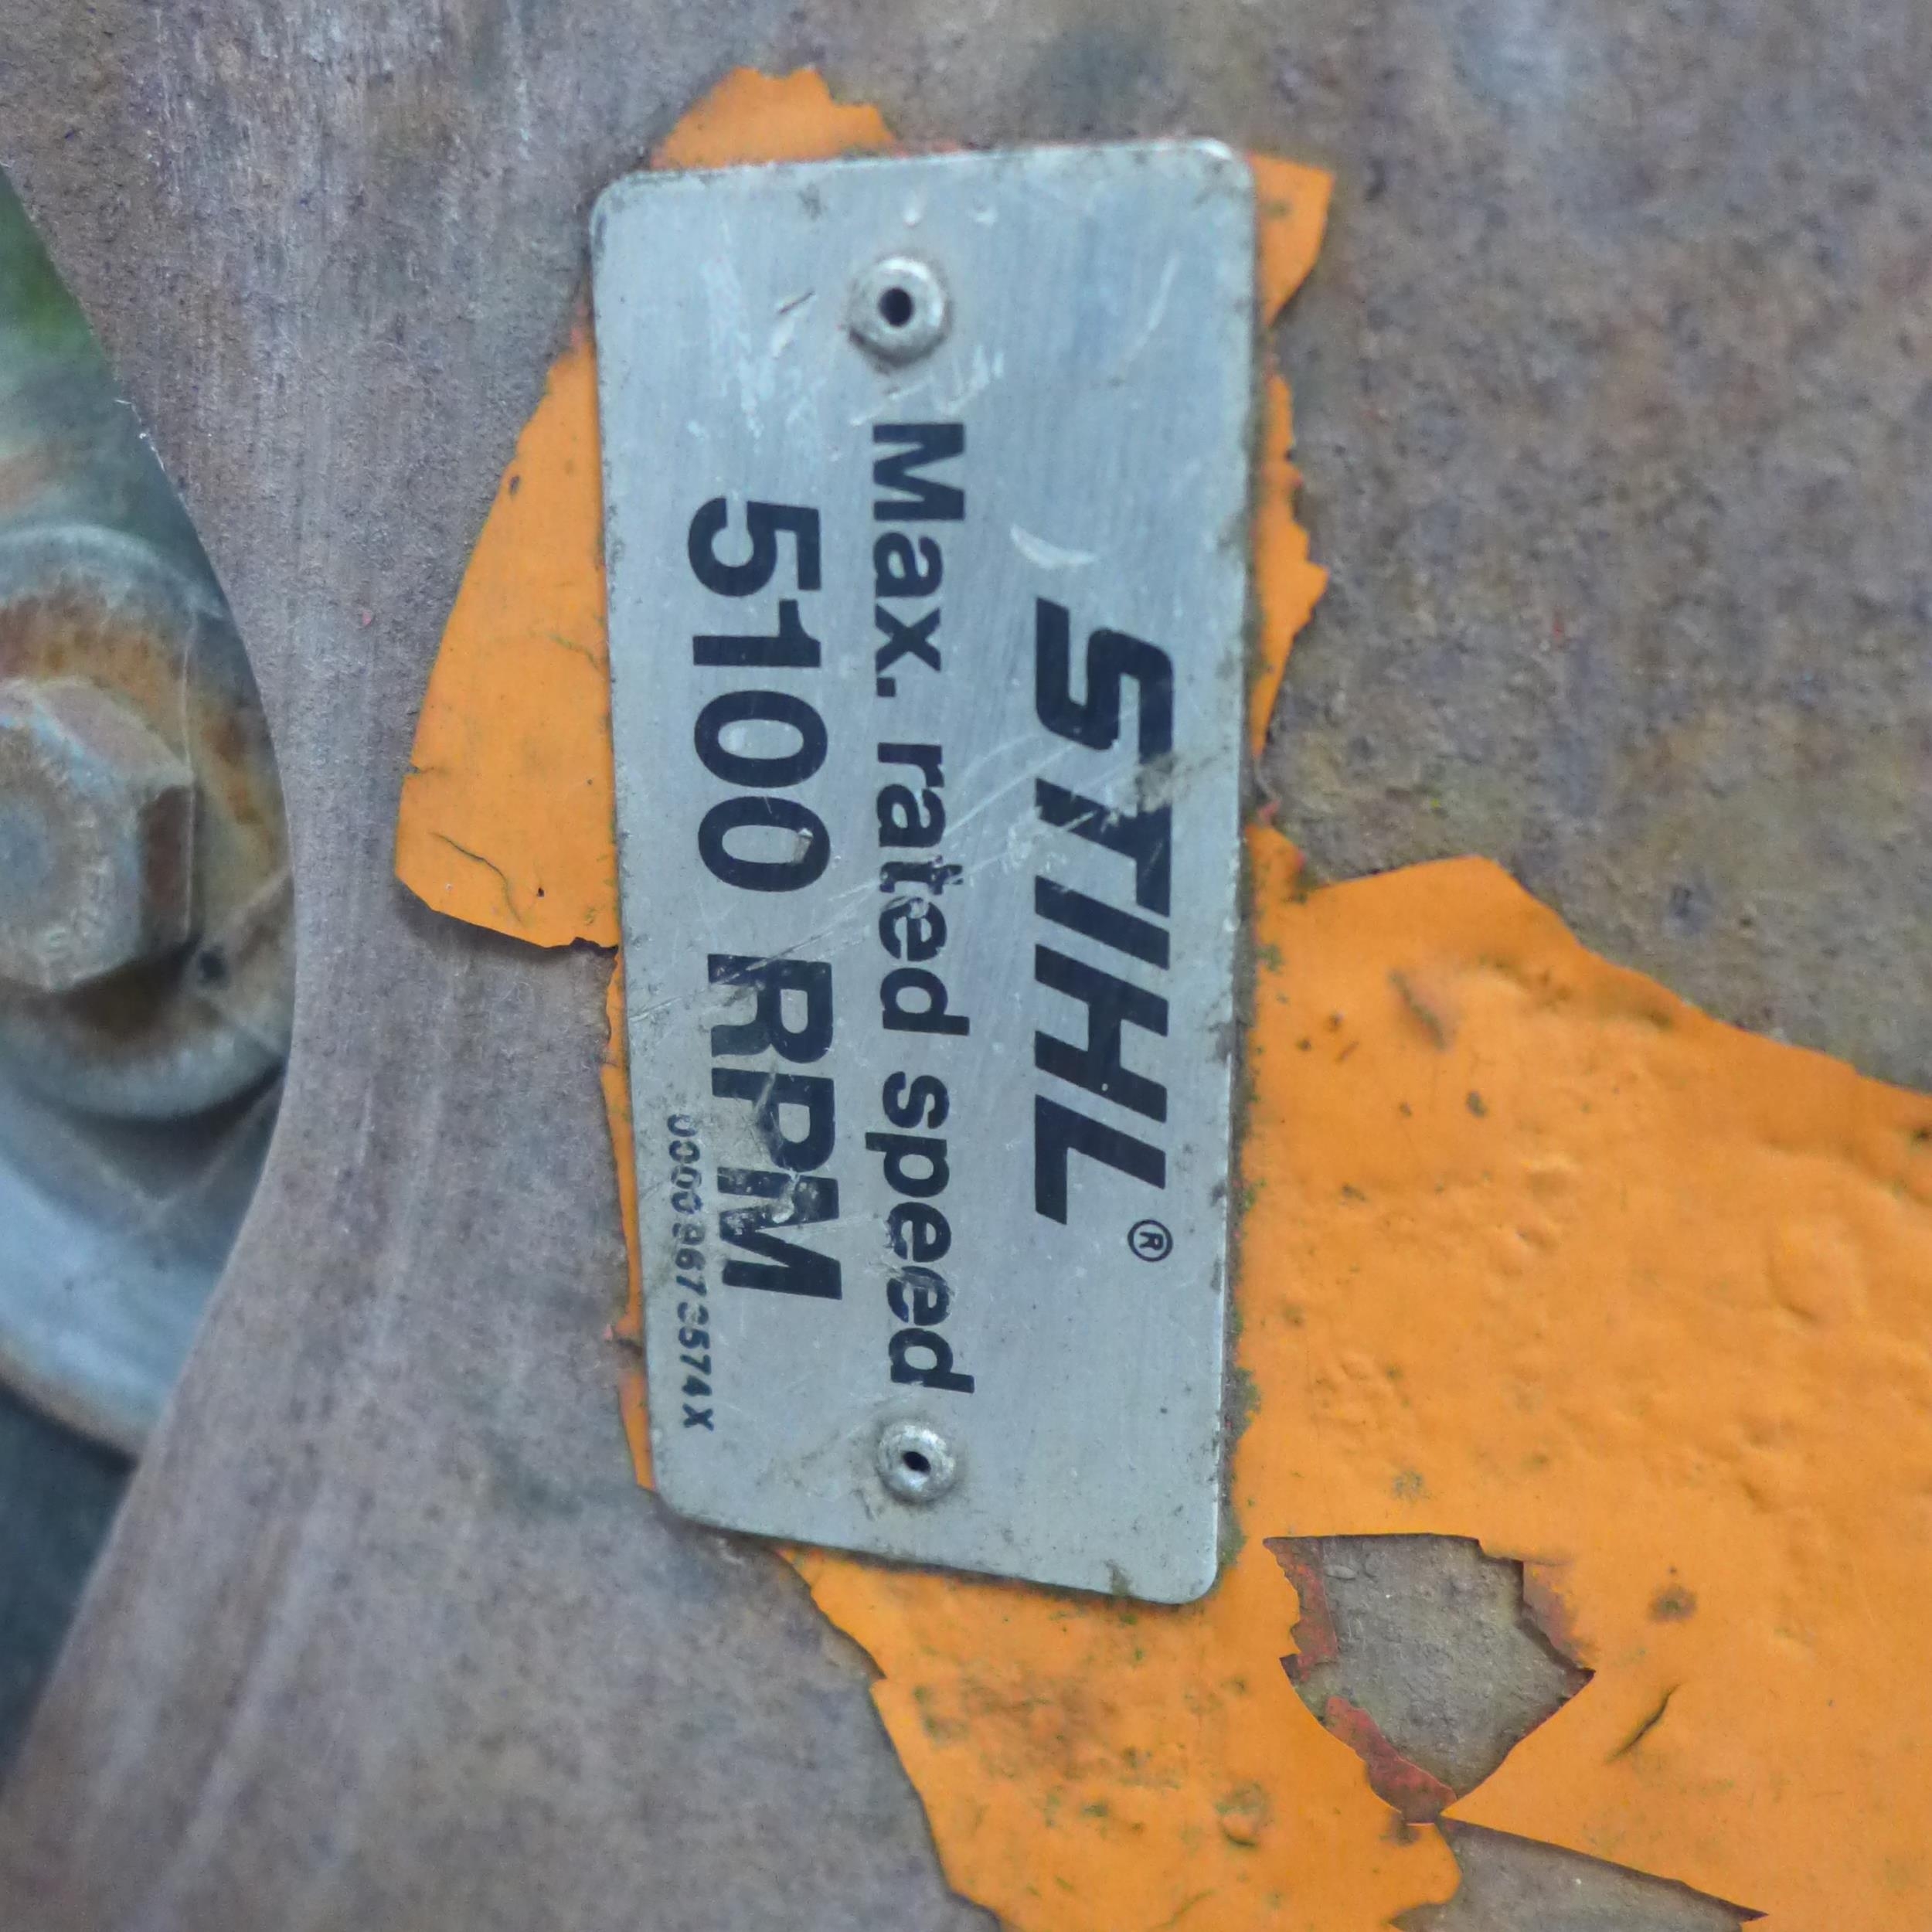 STIHL®
Max. rated speed
5100 RPM